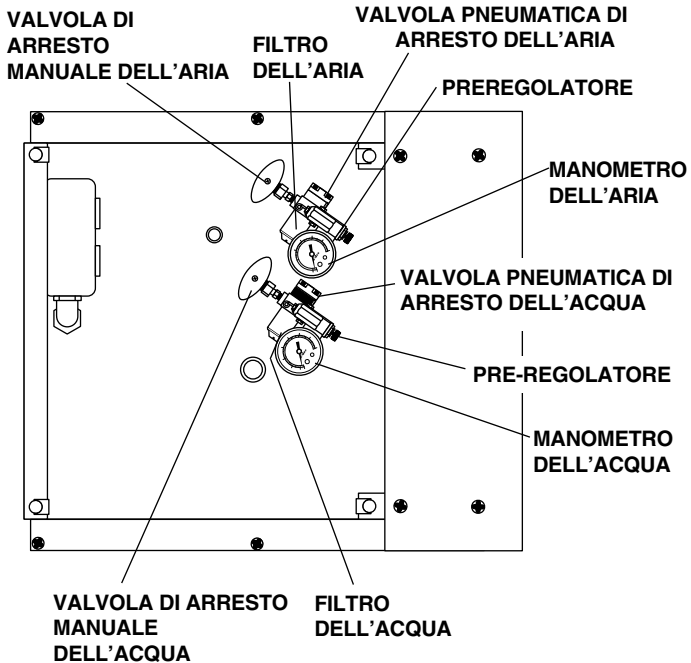 VALVOLA DI
ARRESTO
MANUALE DELL'ARIA
FILTRO
DELL'ARIA
VALVOLA PNEUMATICA DI
ARRESTO DELL'ARIA
PREREGOLATORE
MANOMETRO
DELL'ARIA
VALVOLA PNEUMATICA DI
ARRESTO DELL'ACQUA
PRE-REGOLATORE
MANOMETRO
DELL'ACQUA
VALVOLA DI ARRESTO
MANUALE
DELL'ACQUA
FILTRO
DELL'ACQUA